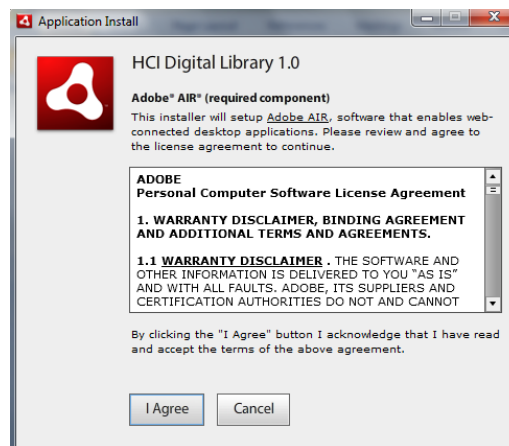 Application Install
HCI Digital Library 1.0
Adobe® AIR® (required component)
This installer will setup Adobe AIR, software that enables web-
connected desktop applications. Please review and agree to
the license agreement to continue.
ADOBE
Personal Computer Software License Agreement
1. WARRANTY DISCLAIMER, BINDING AGREEMENT
AND ADDITIONAL TERMS AND AGREEMENTS.
1.1 WARRANTY DISCLAIMER . THE SOFTWARE AND
OTHER INFORMATION IS DELIVERED TO YOU “AS IS”
AND WITH ALL FAULTS. ADOBE, ITS SUPPLIERS AND
CERTIFICATION AUTHORITIES DO NOT AND CANNOT
By clicking the "I Agree" button I acknowledge that I have read
and accept the terms of the above agreement.
I Agree Cancel